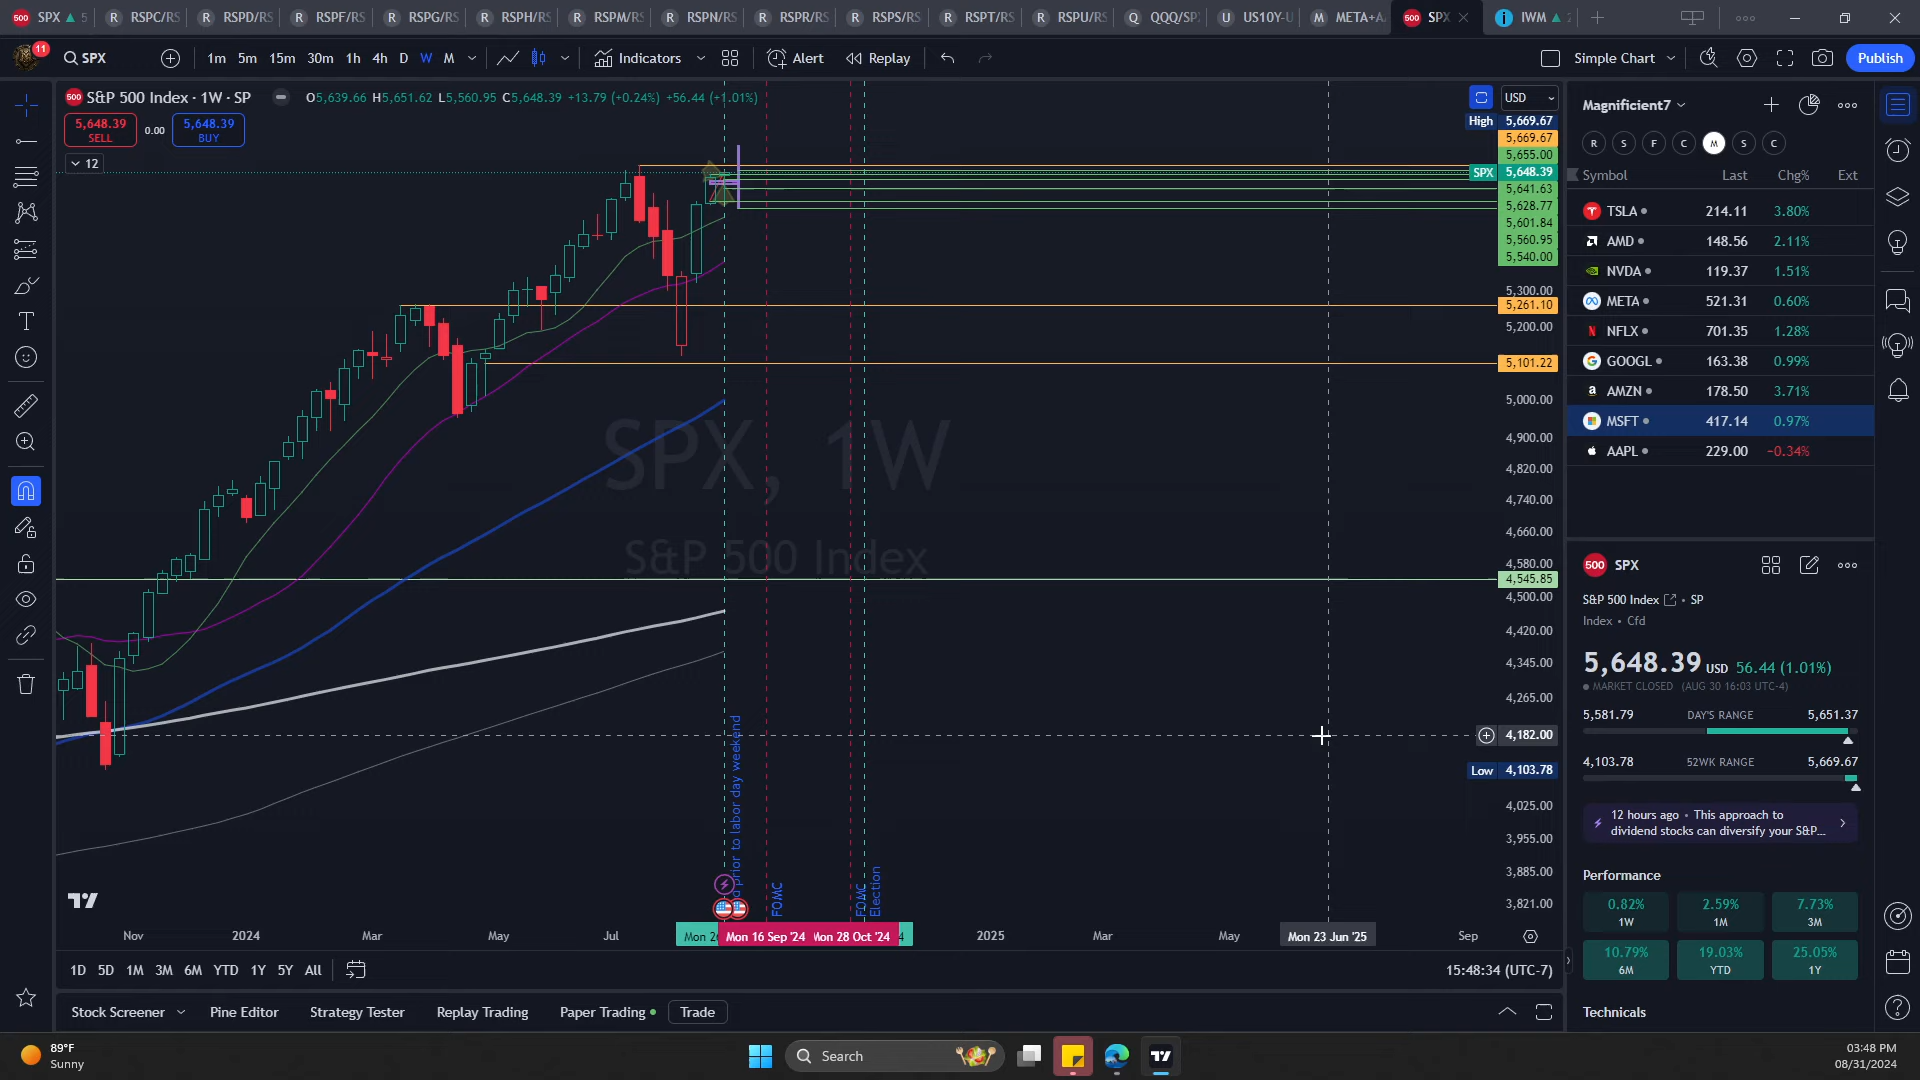 SPX ▲ 5 RSPC/RS RSPD/RS RSPF/RS RSPG/RS RSPH/RS RSPM/RS RSPN/RS RSPR/RS RSPS/RS RSPT/RS RSPU/RS QQQ/SP US10Y-U META+A SPX IWM ▲
11 SPX 1m 5m 15m 30m 1h 4h D W M Indicators Alert Replay Simple Chart Publish
S&P 500 Index · 1W · SP O5,639.66 H5,651.62 L5,560.95 C5,648.39 +13.79 (+0.24%) +56.44 (+1.01%)
5,648.39 SELL 0.00 5,648.39 BUY
12
USD
High 5,669.67
5,669.67
5,655.00
SPX 5,648.39
5,641.63
5,628.77
5,601.84
5,560.95
5,540.00
5,300.00
5,261.10
5,200.00
5,101.22
5,000.00
4,900.00
4,820.00
4,740.00
4,660.00
4,580.00
4,545.85
4,500.00
4,420.00
4,345.00
4,265.00
4,182.00
Low 4,103.78
4,025.00
3,955.00
3,885.00
3,821.00
SPX, 1W
S&P 500 Index
prior to labor day weekend
FOMC
FOMC
Election
Nov 2024 Mar May Jul Mon 26 Mon 16 Sep '24 Mon 28 Oct '24 4 2025 Mar May Mon 23 Jun '25 Sep
1D 5D 1M 3M 6M YTD 1Y 5Y All 15:48:34 (UTC-7)
Stock Screener Pine Editor Strategy Tester Replay Trading Paper Trading Trade
Magnificient7
R S F C M S C
Symbol Last Chg% Ext
TSLA 214.11 3.80%
AMD 148.56 2.11%
NVDA 119.37 1.51%
META 521.31 0.60%
NFLX 701.35 1.28%
GOOGL 163.38 0.99%
AMZN 178.50 3.71%
MSFT 417.14 0.97%
AAPL 229.00 −0.34%
500 SPX
S&P 500 Index • SP
Index • Cfd
5,648.39 USD 56.44 (1.01%)
MARKET CLOSED (AUG 30 16:03 UTC-4)
5,581.79 DAY'S RANGE 5,651.37
4,103.78 52WK RANGE 5,669.67
12 hours ago • This approach to
dividend stocks can diversify your S&P...
Performance
0.82% 1W 2.59% 1M 7.73% 3M
10.79% 6M 19.03% YTD 25.05% 1Y
Technicals
89°F
Sunny
Search
03:48 PM
08/31/2024